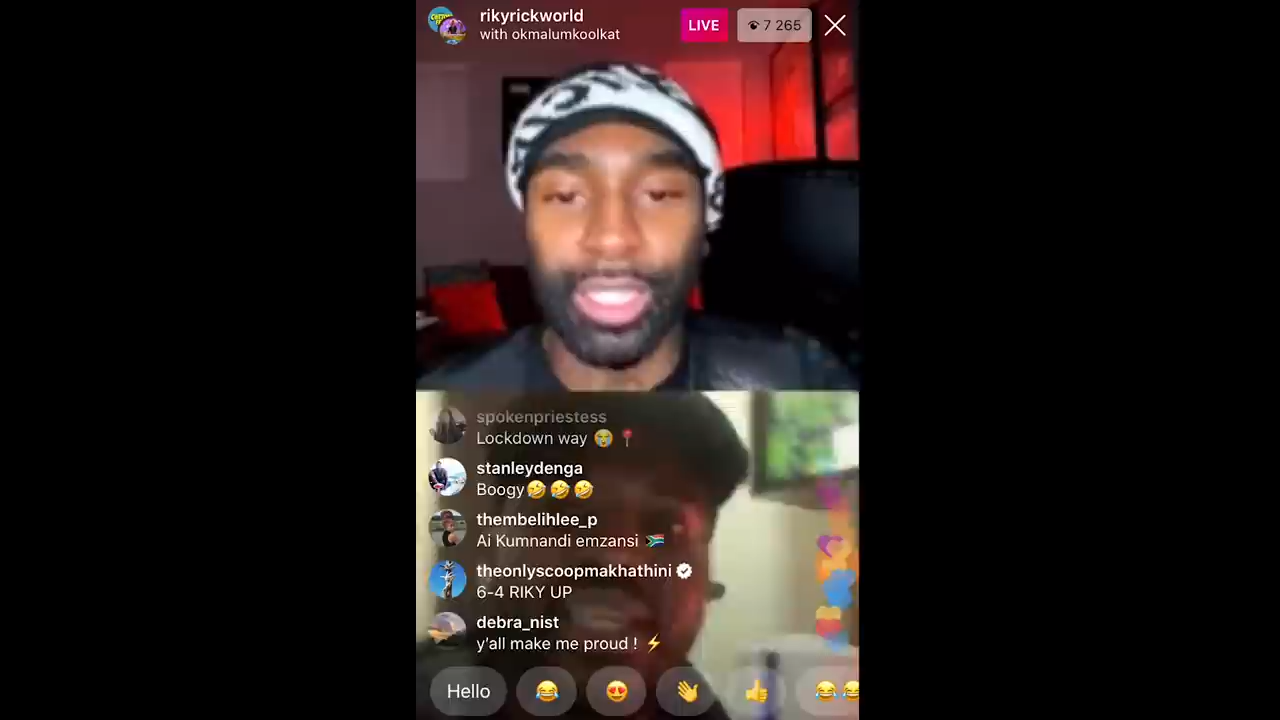 rikyrickworld
with okmalumkoolkat
LIVE
7 265
spokenpriestess
Lockdown way 😭 📍
stanleydenga
Boogy🤣🤣🤣
thembelihlee_p
Ai Kumnandi emzansi 🇿🇦
theonlyscoopmakhathini
6-4 RIKY UP
debra_nist
y'all make me proud ! ⚡
Hello 😂 😍 👋 👍 😂😂